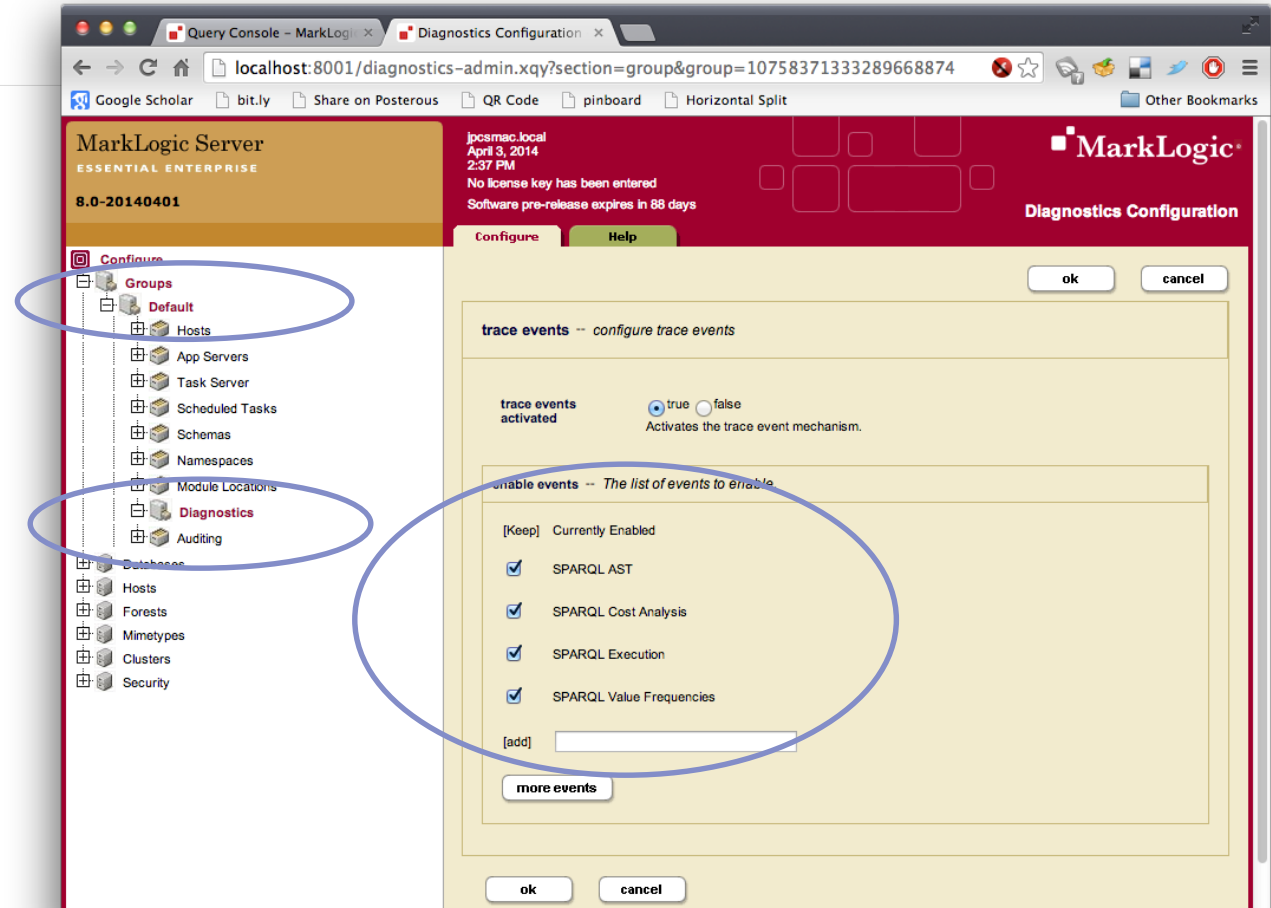 Query Console – MarkLogi
Diagnostics Configuration
localhost:8001/diagnostics-admin.xqy?section=group&group=10758371333289668874
Google Scholar
bit.ly
Share on Posterous
QR Code
pinboard
Horizontal Split
Other Bookmarks
MarkLogic Server
ESSENTIAL ENTERPRISE
8.0-20140401
jpcsmac.local
April 3, 2014
2:37 PM
No license key has been entered
Software pre-release expires in 88 days
MarkLogic
Diagnostics Configuration
Configure
Help
Configure
Groups
Default
Hosts
App Servers
Task Server
Scheduled Tasks
Schemas
Namespaces
Module Locations
Diagnostics
Auditing
Databases
Hosts
Forests
Mimetypes
Clusters
Security
ok
cancel
trace events -- configure trace events
trace events
activated
true
false
Activates the trace event mechanism.
enable events -- The list of events to enable.
[Keep] Currently Enabled
SPARQL AST
SPARQL Cost Analysis
SPARQL Execution
SPARQL Value Frequencies
[add]
more events
ok
cancel